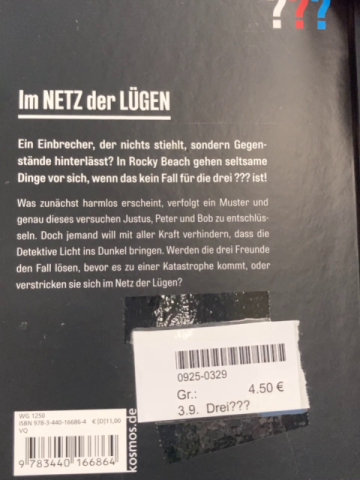 ???
Im NETZ der LÜGEN
Ein Einbrecher, der nichts stiehlt, sondern Gegen-
stände hinterlässt? In Rocky Beach gehen seltsame
Dinge vor sich, wenn das kein Fall für die drei ??? ist!
Was zunächst harmlos erscheint, verfolgt ein Muster und
genau dieses versuchen Justus, Peter und Bob zu entschlüs-
seln. Doch jemand will mit aller Kraft verhindern, dass die
Detektive Licht ins Dunkel bringen. Werden die drei Freunde
den Fall lösen, bevor es zu einer Katastrophe kommt, oder
verstricken sie sich im Netz der Lügen?
0925-0329
Gr.: 4.50 €
3.9. Drei???
WG 1250
ISBN 978-3-440-16686-4 € [D]11,00
VQ
9 783440 166864
kosmos.de